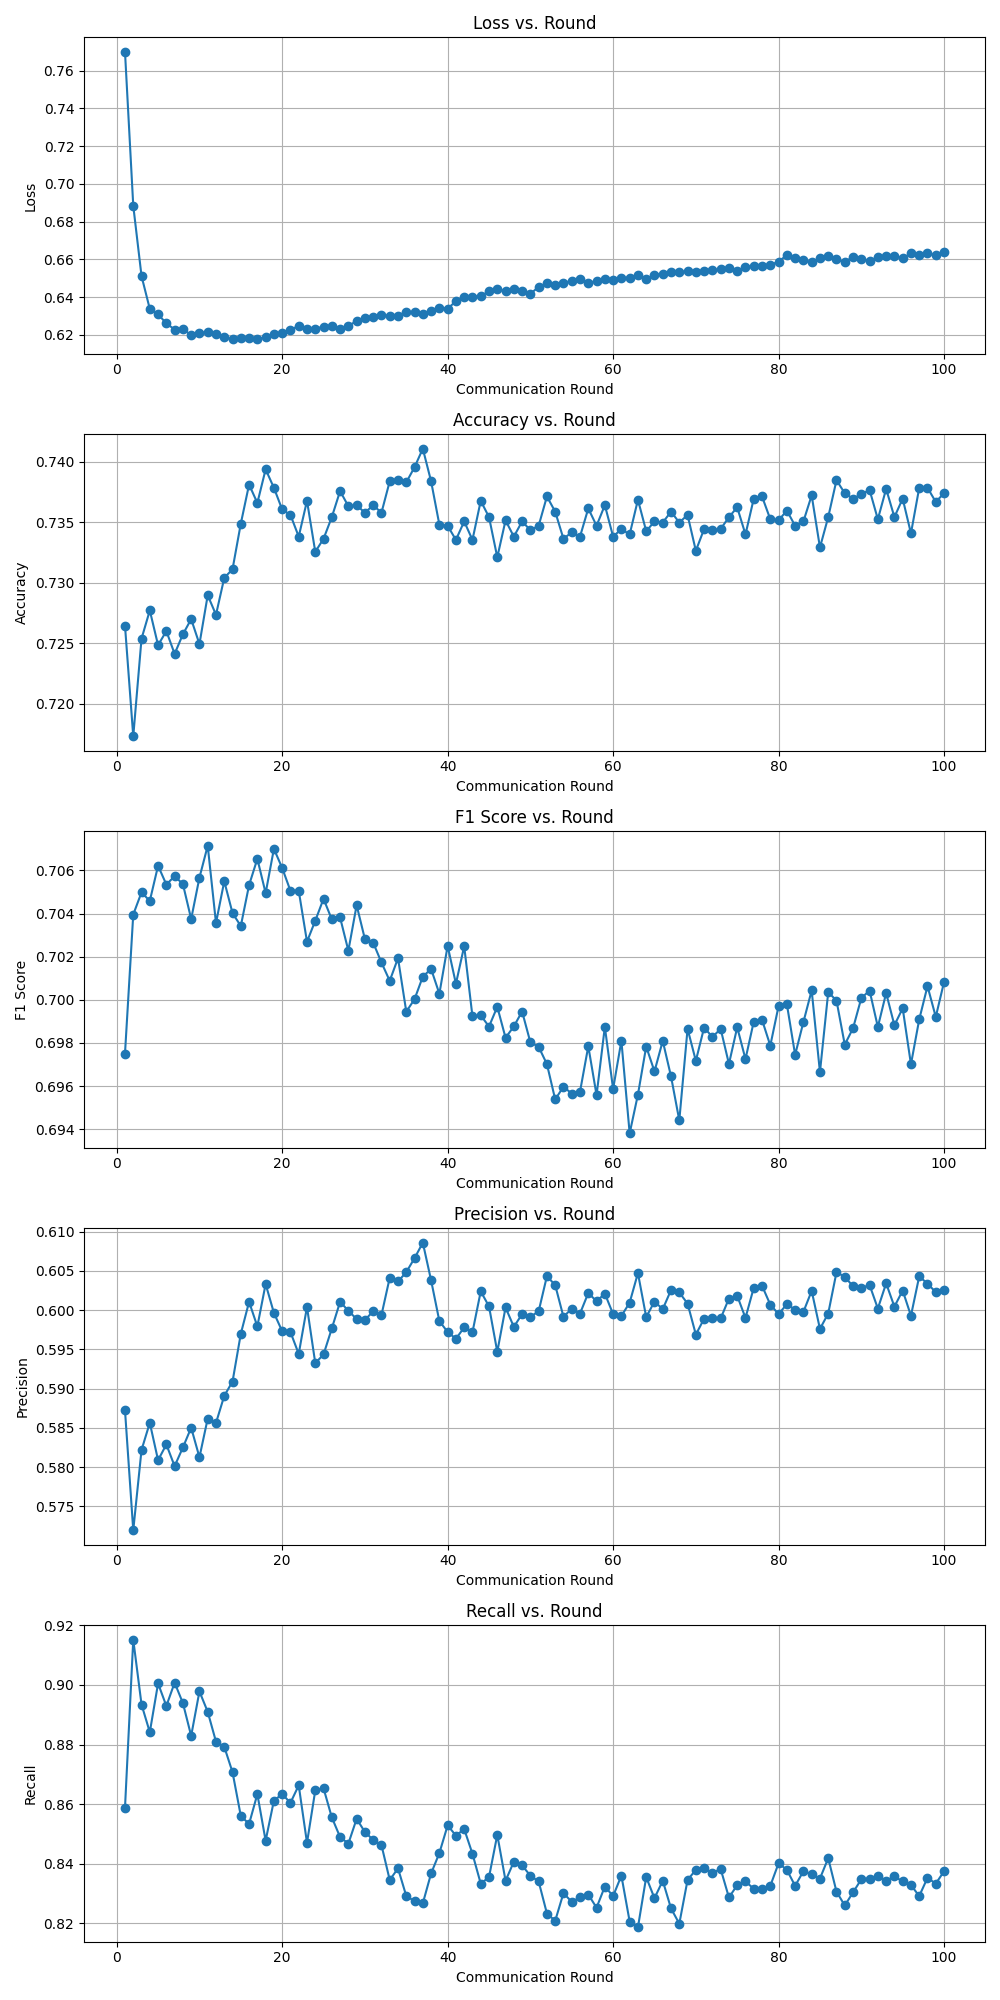 Loss vs. Round
0.76
0.74
0.72
0.70
0.68
0.66
0.64
0.62
Loss
0 20 40 60 80 100
Communication Round
Accuracy vs. Round
0.740
0.735
0.730
0.725
0.720
Accuracy
0 20 40 60 80 100
Communication Round
F1 Score vs. Round
0.706
0.704
0.702
0.700
0.698
0.696
0.694
F1 Score
0 20 40 60 80 100
Communication Round
Precision vs. Round
0.610
0.605
0.600
0.595
0.590
0.585
0.580
0.575
Precision
0 20 40 60 80 100
Communication Round
Recall vs. Round
0.92
0.90
0.88
0.86
0.84
0.82
Recall
0 20 40 60 80 100
Communication Round